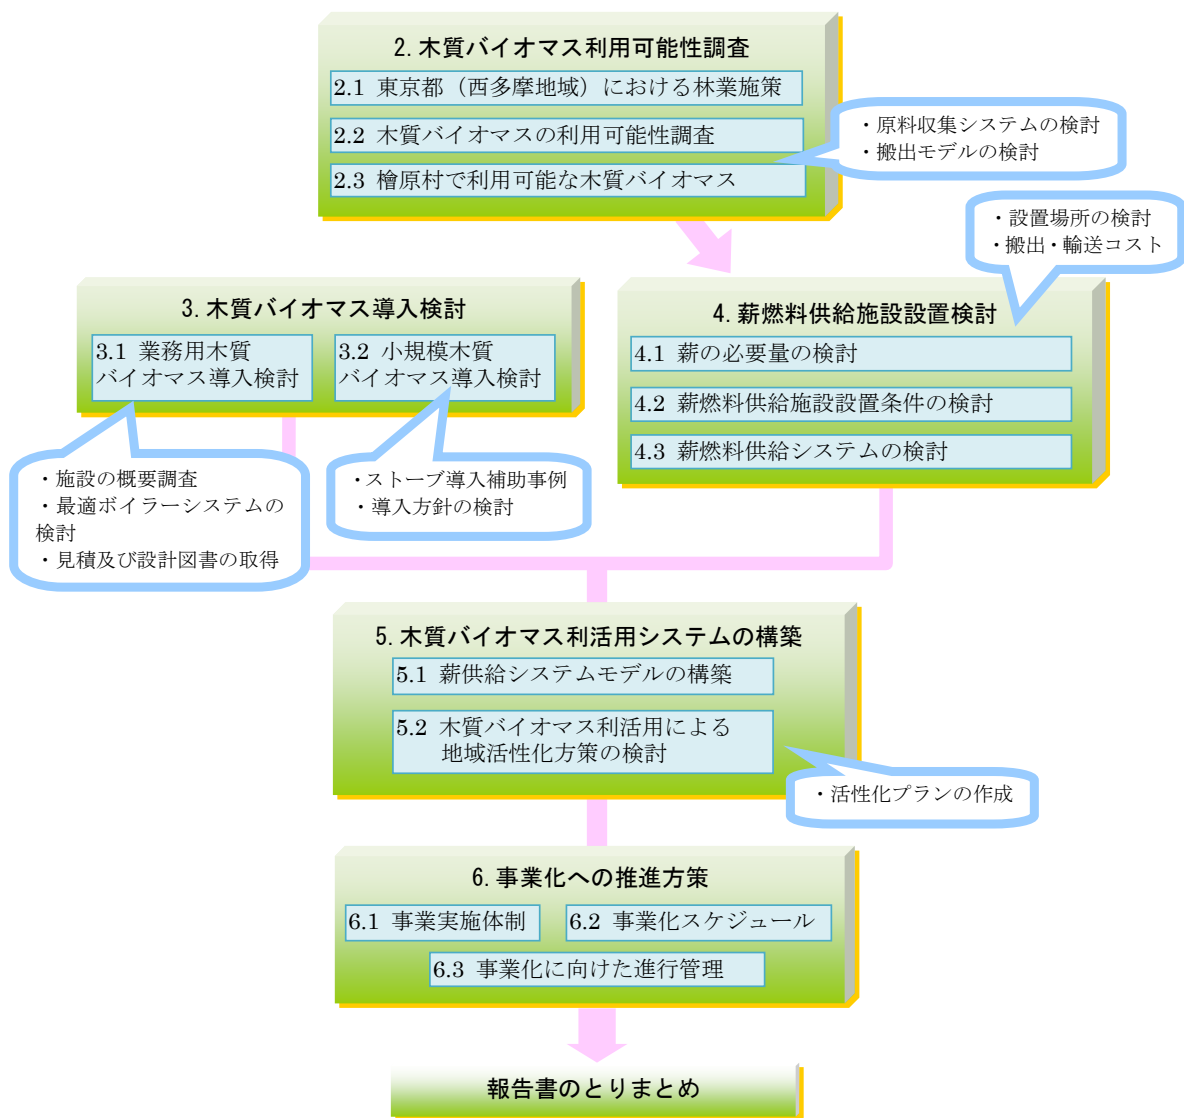 2. 木質バイオマス利用可能性調査
2.1 東京都（西多摩地域）における林業施策
2.2 木質バイオマスの利用可能性調査
2.3 檜原村で利用可能な木質バイオマス
・原料収集システムの検討
・搬出モデルの検討
・設置場所の検討
・搬出・輸送コスト
3. 木質バイオマス導入検討
3.1 業務用木質
バイオマス導入検討
3.2 小規模木質
バイオマス導入検討
・施設の概要調査
・最適ボイラーシステムの
検討
・見積及び設計図書の取得
・ストーブ導入補助事例
・導入方針の検討
4. 薪燃料供給施設設置検討
4.1 薪の必要量の検討
4.2 薪燃料供給施設設置条件の検討
4.3 薪燃料供給システムの検討
5. 木質バイオマス利活用システムの構築
5.1 薪供給システムモデルの構築
5.2 木質バイオマス利活用による
地域活性化方策の検討
・活性化プランの作成
6. 事業化への推進方策
6.1 事業実施体制
6.2 事業化スケジュール
6.3 事業化に向けた進行管理
報告書のとりまとめ